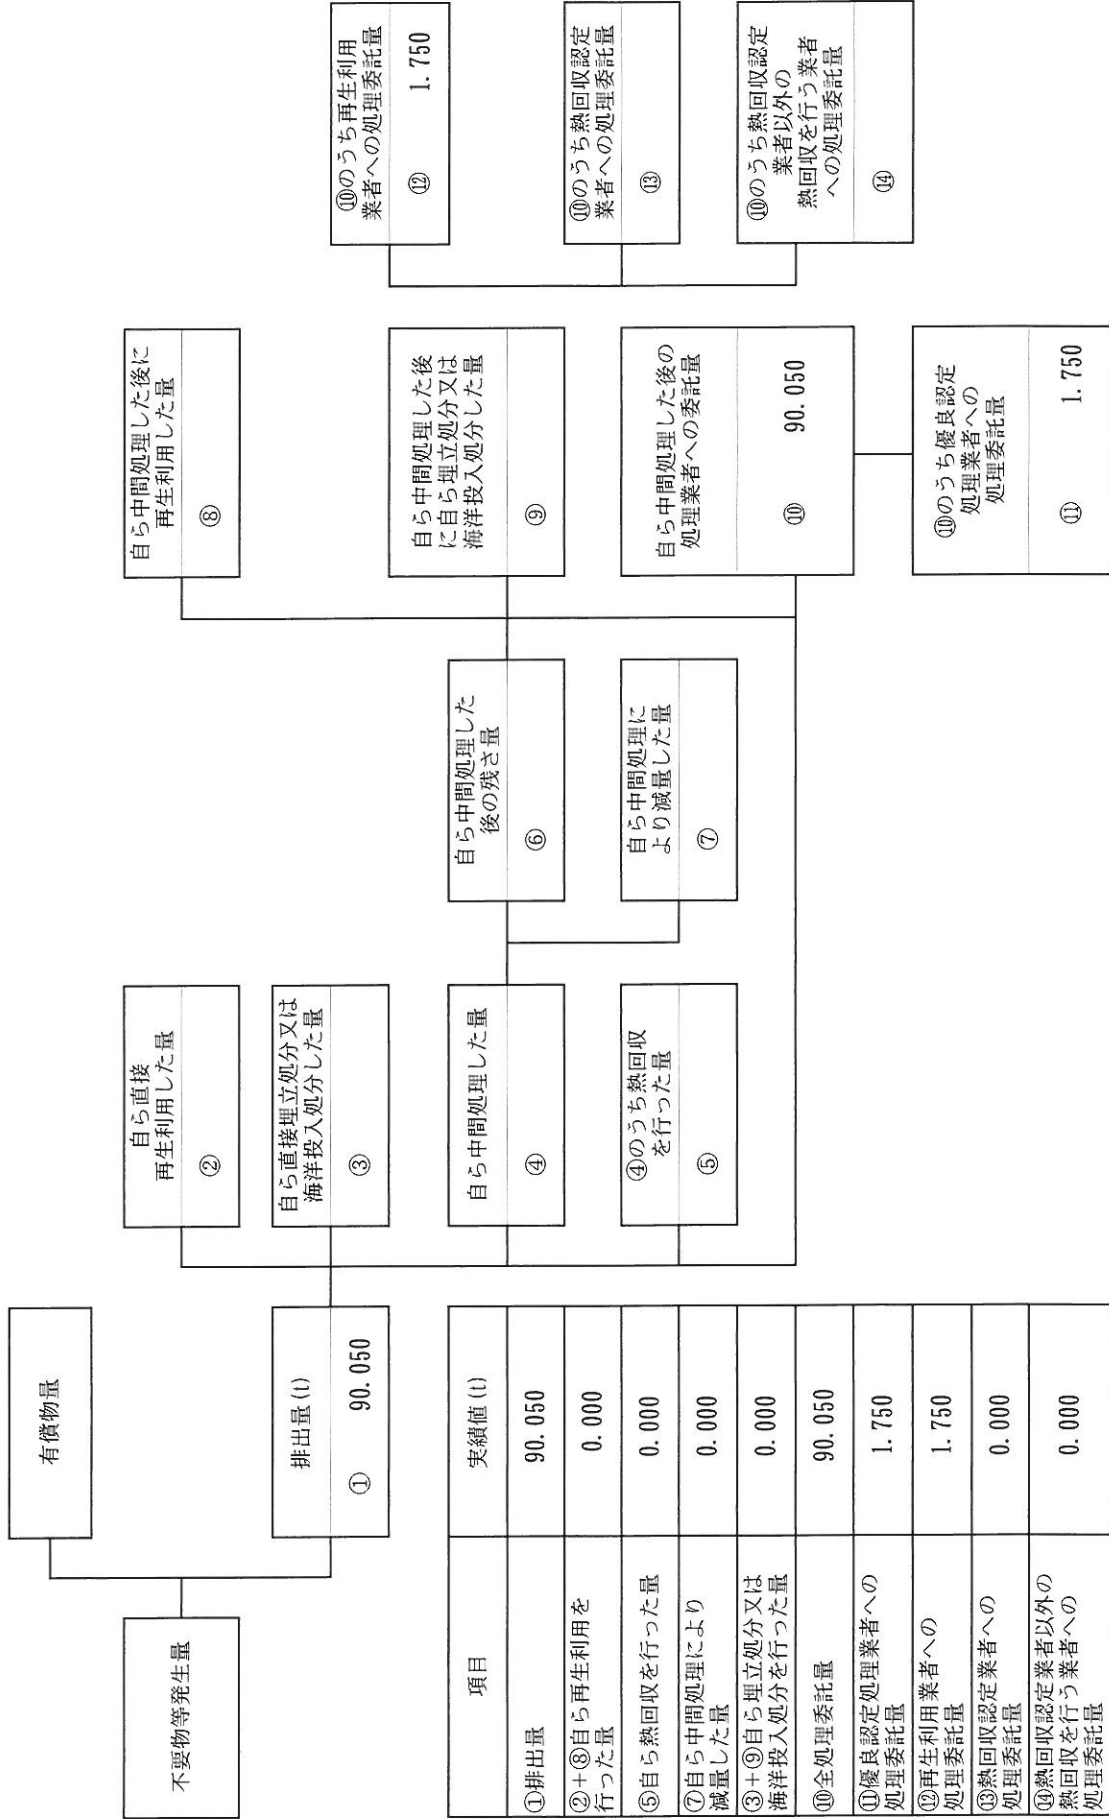 不要物等発生量
有償物量
排出量(t)
① 90.050
自ら直接
再生利用した量
②
自ら直接埋立処分又は
海洋投入処分した量
③
自ら中間処理した量
④
④のうち熱回収
を行った量
⑤
自ら中間処理した
後の残さ量
⑥
自ら中間処理に
より減量した量
⑦
自ら中間処理した後に
再生利用した量
⑧
自ら中間処理した後
に自ら埋立処分又は
海洋投入処分した量
⑨
自ら中間処理した後の
処理業者への委託量
⑩ 90.050
⑩のうち優良認定
処理業者への
処理委託量
⑪ 1.750
⑩のうち再生利用
業者への処理委託量
⑫ 1.750
⑩のうち熱回収認定
業者への処理委託量
⑬
⑩のうち熱回収認定
業者以外の
熱回収を行う業者
への処理委託量
⑭
項目 実績値(t)
①排出量 90.050
②+⑧自ら再生利用を
行った量 0.000
⑤自ら熱回収を行った量 0.000
⑦自ら中間処理により
減量した量 0.000
③+⑨自ら埋立処分又は
海洋投入処分を行った量 0.000
⑩全処理委託量 90.050
⑪優良認定処理業者への
処理委託量 1.750
⑫再生利用業者への
処理委託量 1.750
⑬熱回収認定業者への
処理委託量 0.000
⑭熱回収認定業者以外の
熱回収を行う業者への
処理委託量 0.000